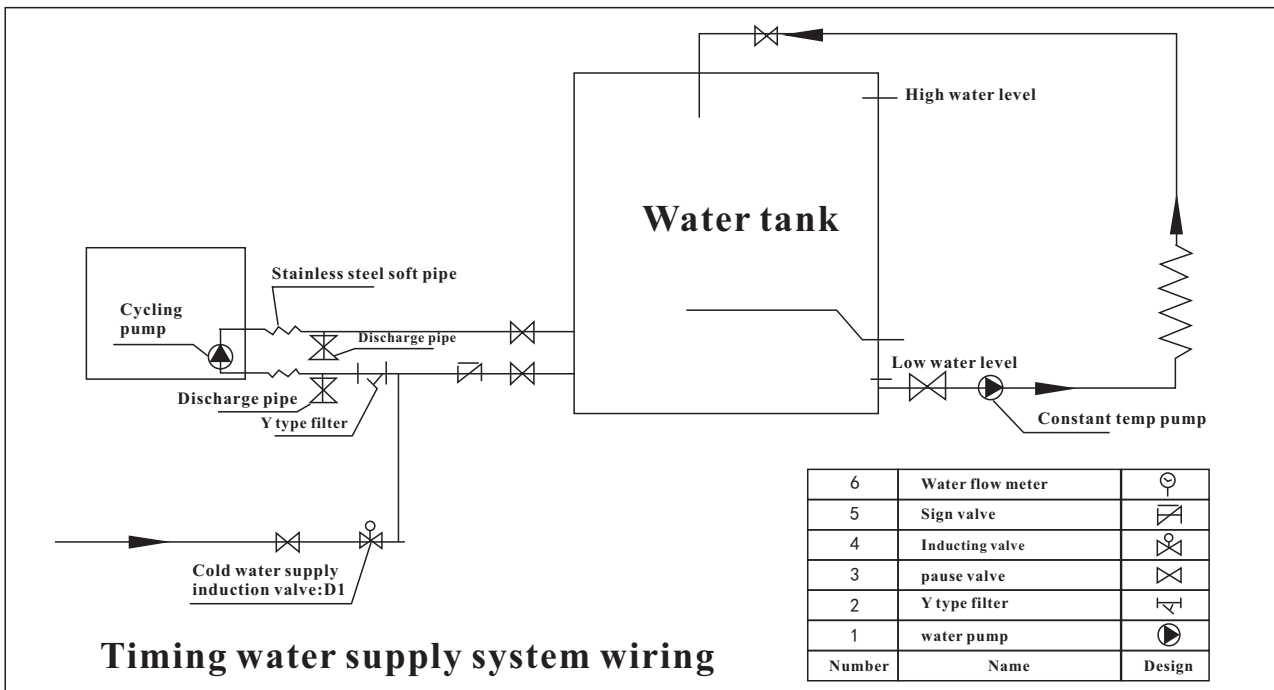 High water level
Water tank
Stainless steel soft pipe
Cycling
pump
Discharge pipe
Low water level
Discharge pipe
Y type filter
Constant temp pump
Cold water supply
induction valve:D1
6 Water flow meter
5 Sign valve
4 Inducting valve
3 pause valve
2 Y type filter
1 water pump
Number Name Design
Timing water supply system wiring